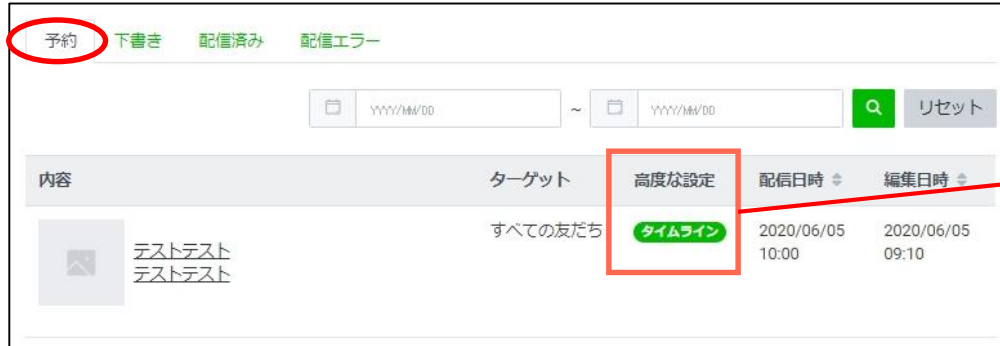 予約 下書き 配信済み 配信エラー
YYYY/MM/DD ~ YYYY/MM/DD リセット
内容 ターゲット 高度な設定 配信日時 編集日時
すべての友だち タイムライン 2020/06/05 2020/06/05
テストテスト 10:00 09:10
テストテスト